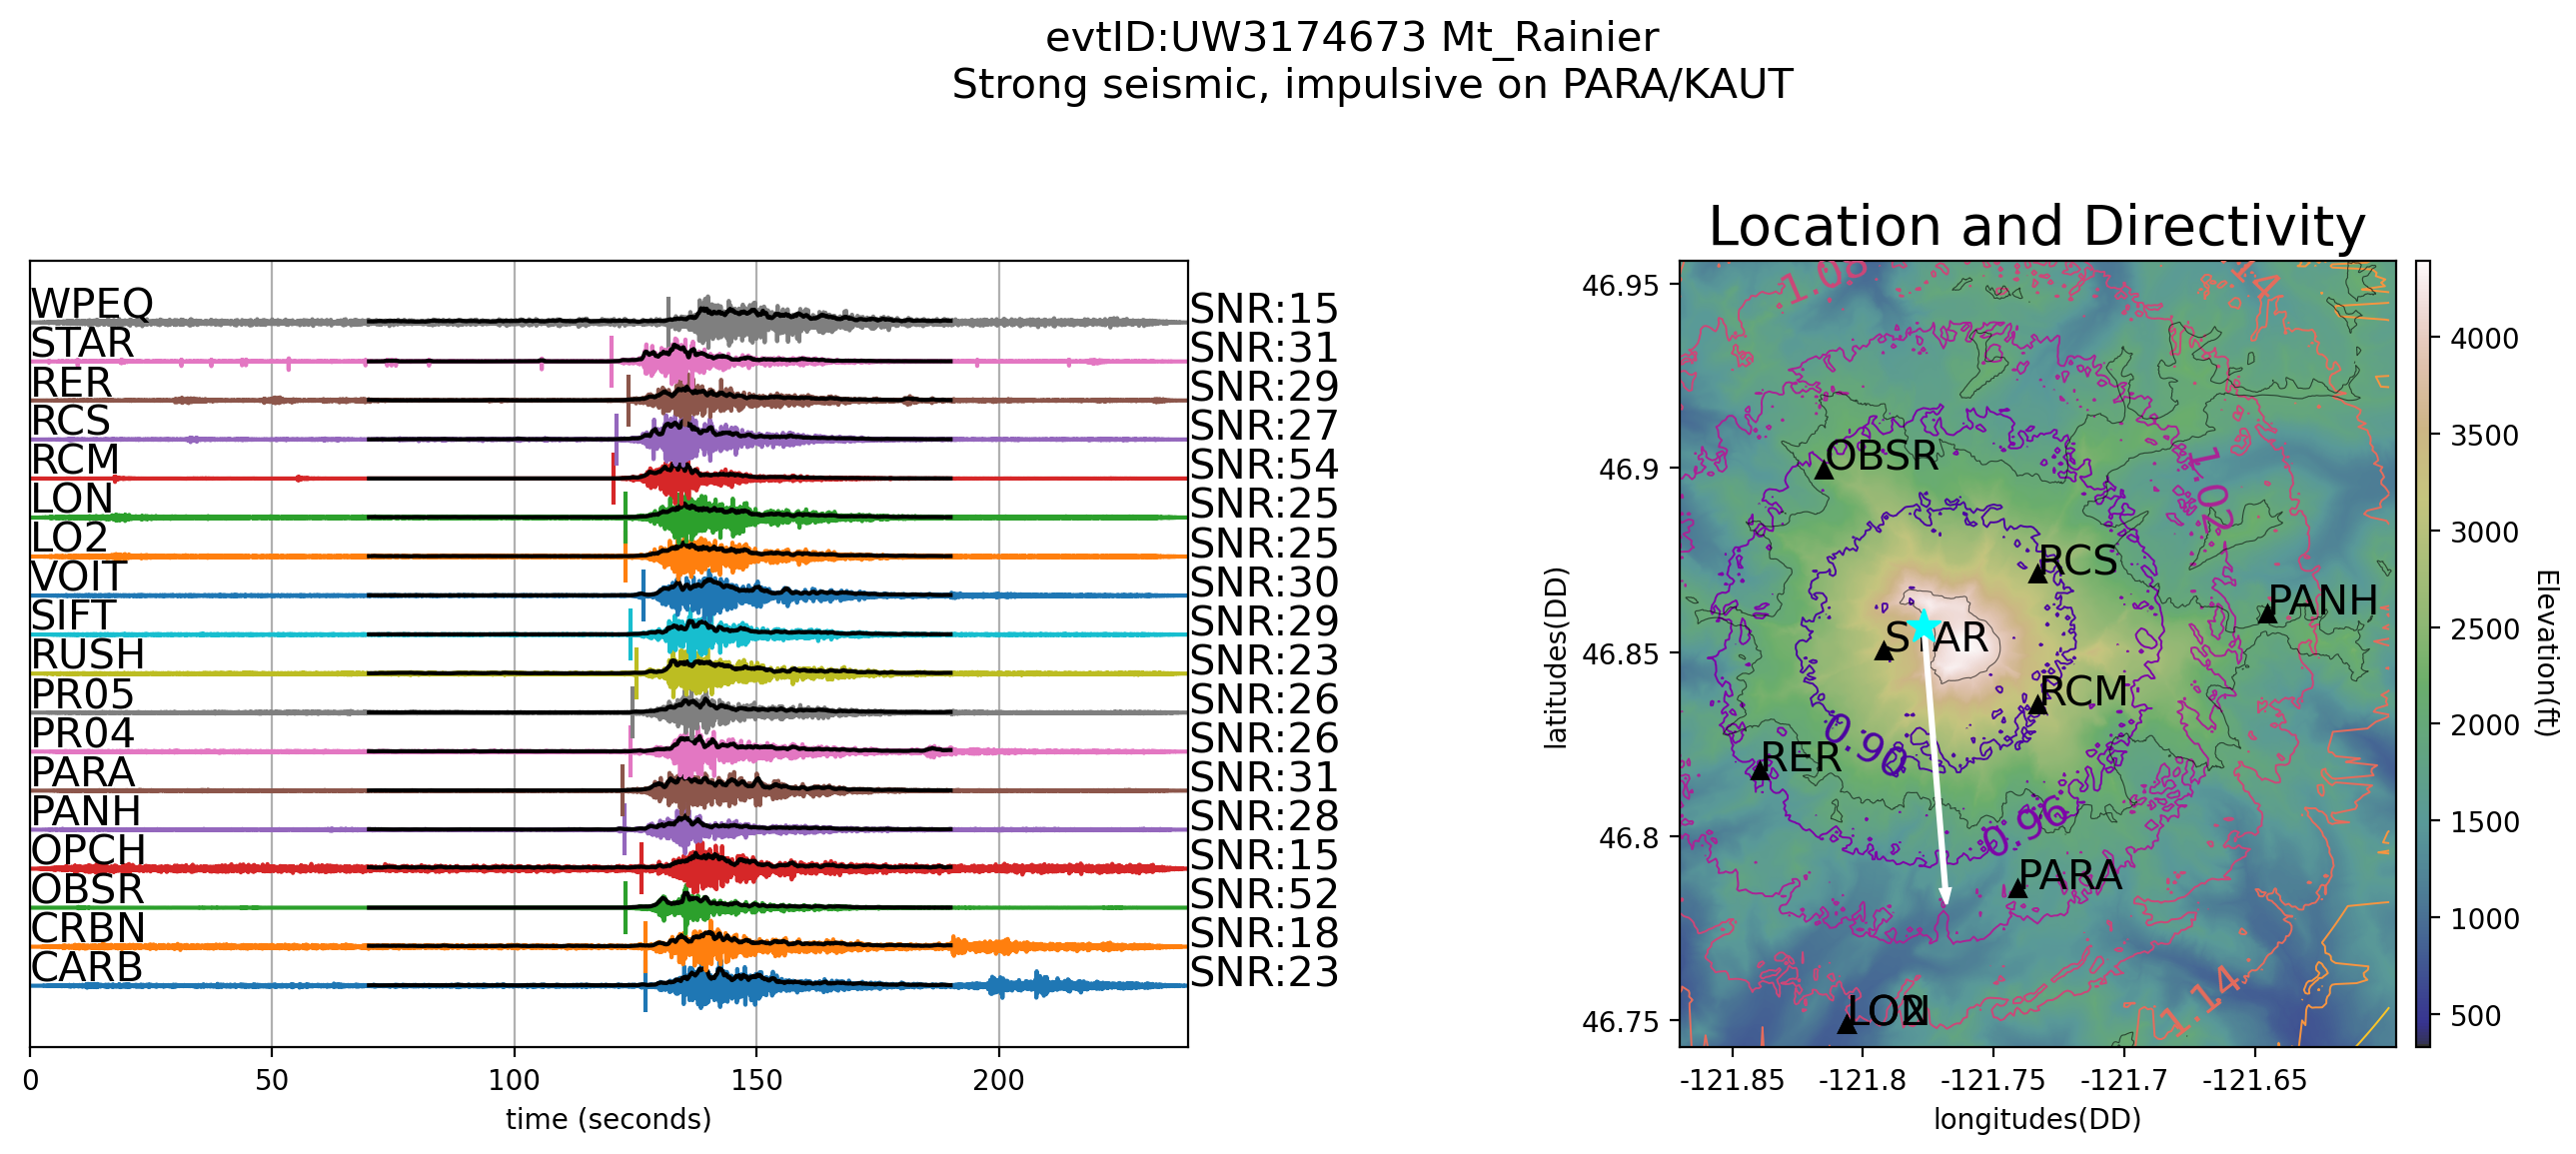 evtID:UW3174673 Mt_Rainier
Strong seismic, impulsive on PARA/KAUT
WPEQ SNR:15
STAR SNR:31
RER SNR:29
RCS SNR:27
RCM SNR:54
LON SNR:25
LO2 SNR:25
VOIT SNR:30
SIFT SNR:29
RUSH SNR:23
PR05 SNR:26
PR04 SNR:26
PARA SNR:31
PANH SNR:28
OPCH SNR:15
OBSR SNR:52
CRBN SNR:18
CARB SNR:23
0 50 100 150 200
time (seconds)
Location and Directivity
46.95
46.9
46.85
46.8
46.75
latitudes(DD)
1.08
1.14
OBSR
1.02
RCS
PANH
STAR
RCM
0.90
RER
0.96
PARA
1.14
LON
LO2
-121.85 -121.8 -121.75 -121.7 -121.65
longitudes(DD)
4000
3500
3000
2500
2000
1500
1000
500
Elevation(ft)